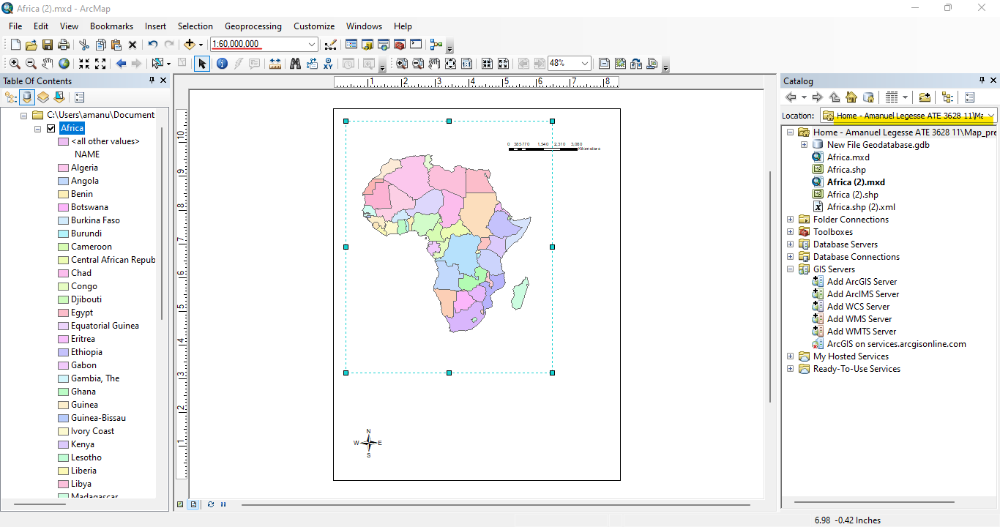 Africa (2).mxd - ArcMap
File Edit View Bookmarks Insert Selection Geoprocessing Customize Windows Help
1:60,000,000
48%
Table Of Contents
C:\Users\amanu\Document
Africa
<all other values>
NAME
Algeria
Angola
Benin
Botswana
Burkina Faso
Burundi
Cameroon
Central African Repub
Chad
Congo
Djibouti
Egypt
Equatorial Guinea
Eritrea
Ethiopia
Gabon
Gambia, The
Ghana
Guinea
Guinea-Bissau
Ivory Coast
Kenya
Lesotho
Liberia
Libya
Madagascar
1 2 3 4 5 6 7 8
10
9
8
7
6
5
4
3
2
1
0 385770 1,540 2,310 3,080
Kilometers
N
W E
S
Catalog
Location: Home - Amanuel Legesse ATE 3628 11\Ma
Home - Amanuel Legesse ATE 3628 11\Map_pre
New File Geodatabase.gdb
Africa.mxd
Africa.shp
Africa (2).mxd
Africa (2).shp
Africa.shp (2).xml
Folder Connections
Toolboxes
Database Servers
Database Connections
GIS Servers
Add ArcGIS Server
Add ArcIMS Server
Add WCS Server
Add WMS Server
Add WMTS Server
ArcGIS on services.arcgisonline.com
My Hosted Services
Ready-To-Use Services
6.98 -0.42 Inches